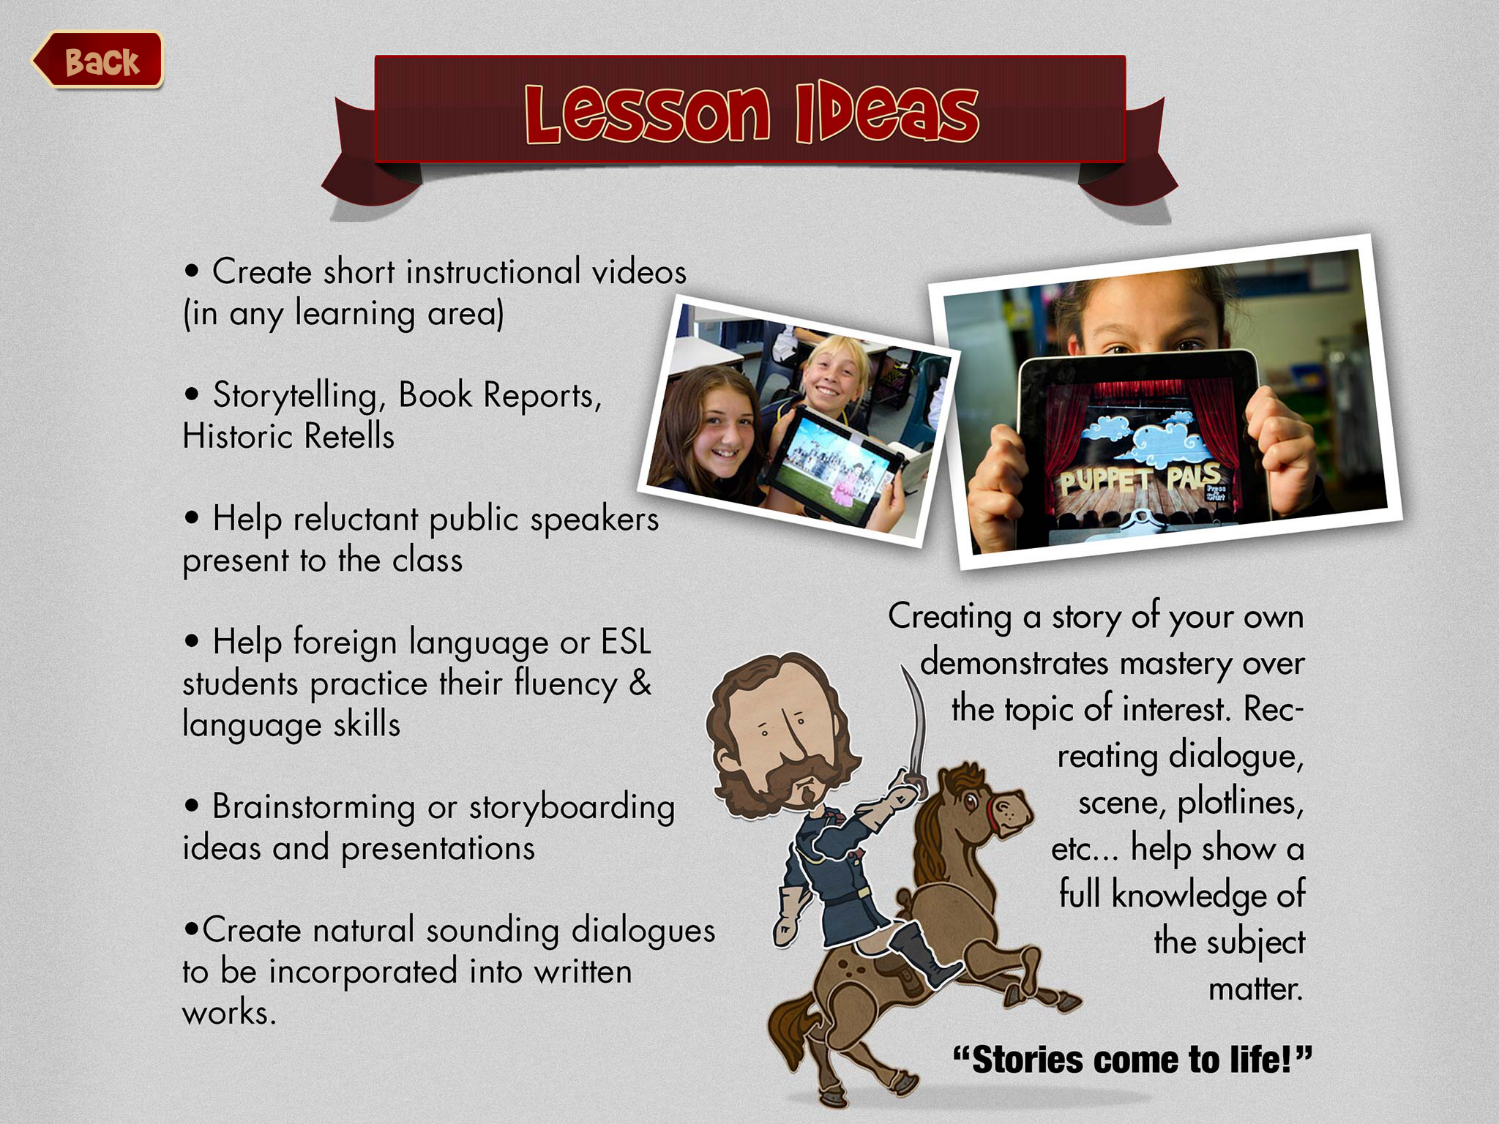 Back
Lesson Ideas
• Create short instructional videos
(in any learning area)
• Storytelling, Book Reports,
Historic Retells
• Help reluctant public speakers
present to the class
• Help foreign language or ESL
students practice their fluency &
language skills
• Brainstorming or storyboarding
ideas and presentations
•Create natural sounding dialogues
to be incorporated into written
works.
PUPPET PALS
Press
to
Start
Creating a story of your own
demonstrates mastery over
the topic of interest. Rec-
reating dialogue,
scene, plotlines,
etc... help show a
full knowledge of
the subject
matter.
“Stories come to life!”